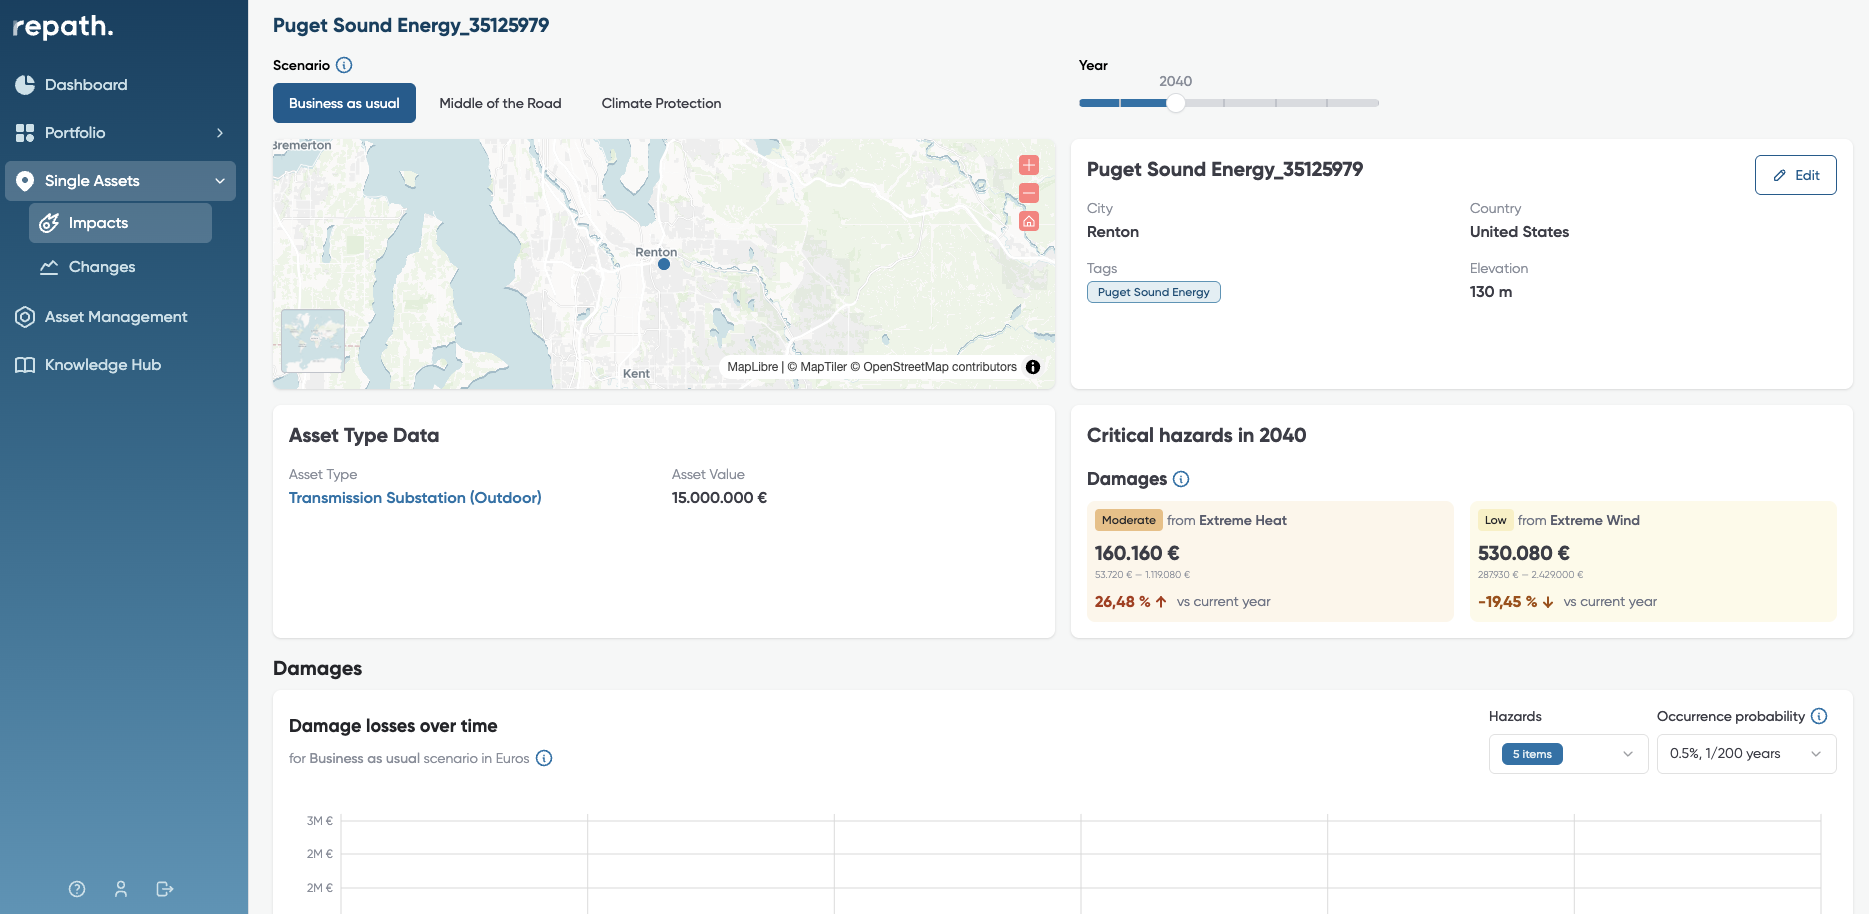 repath.
Dashboard
Portfolio
Single Assets
Impacts
Changes
Asset Management
Knowledge Hub
Puget Sound Energy_35125979
Scenario
Business as usual
Middle of the Road
Climate Protection
Year
2040
Bremerton
Renton
Kent
MapLibre | © MapTiler © OpenStreetMap contributors
Puget Sound Energy_35125979
Edit
City
Renton
Country
United States
Tags
Puget Sound Energy
Elevation
130 m
Asset Type Data
Asset Type
Transmission Substation (Outdoor)
Asset Value
15.000.000 €
Critical hazards in 2040
Damages
Moderate from Extreme Heat
160.160 €
53.720 € — 1.119.080 €
26,48 % ↑ vs current year
Low from Extreme Wind
530.080 €
287.930 € — 2.429.000 €
-19,45 % ↓ vs current year
Damages
Damage losses over time
for Business as usual scenario in Euros
Hazards
5 items
Occurrence probability
0.5%, 1/200 years
3M €
2M €
2M €